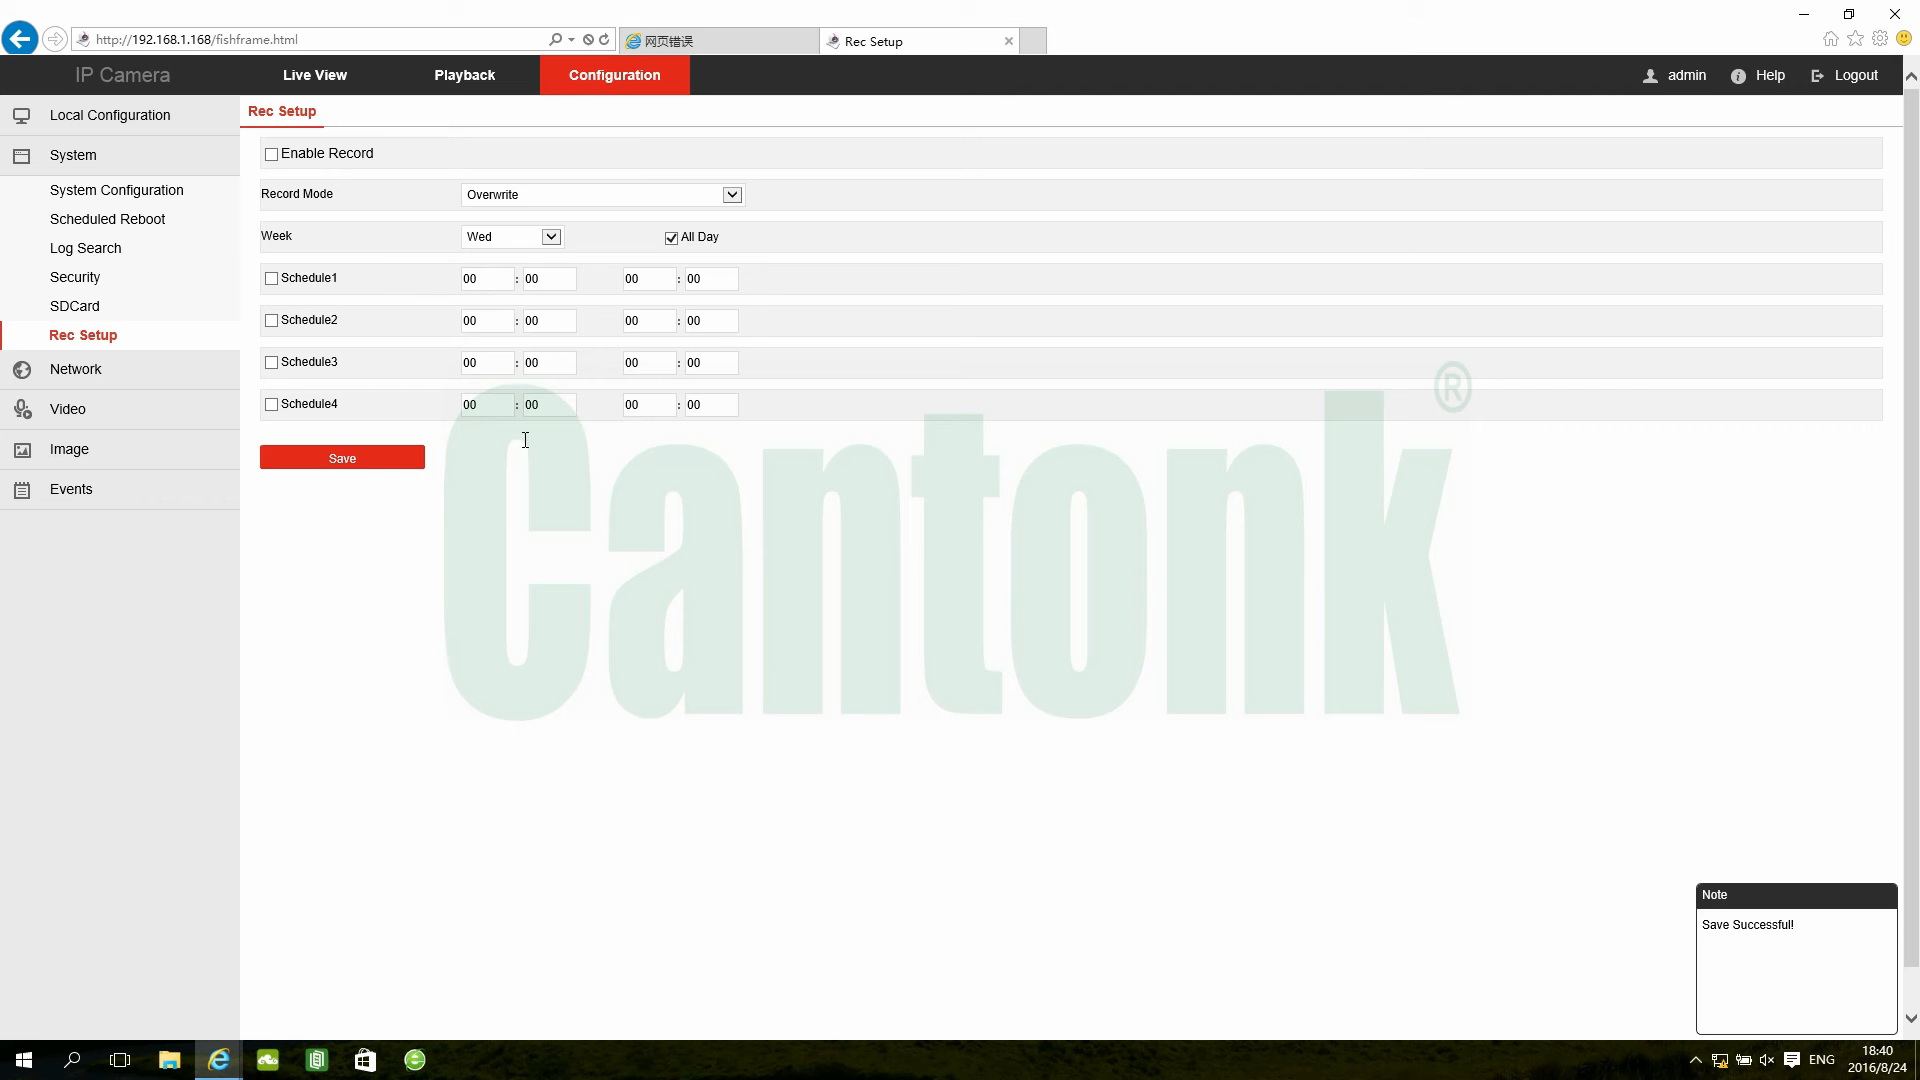 http://192.168.1.168/fishframe.html
网页错误
Rec Setup
IP Camera
Live View
Playback
Configuration
admin
Help
Logout
Local Configuration
System
System Configuration
Scheduled Reboot
Log Search
Security
SDCard
Rec Setup
Network
Video
Image
Events
Rec Setup
Enable Record
Record Mode Overwrite
Week Wed All Day
Schedule1 00 : 00 00 : 00
Schedule2 00 : 00 00 : 00
Schedule3 00 : 00 00 : 00
Schedule4 00 : 00 00 : 00
Save
Cantonk®
Note
Save Successful!
ENG
18:40
2016/8/24